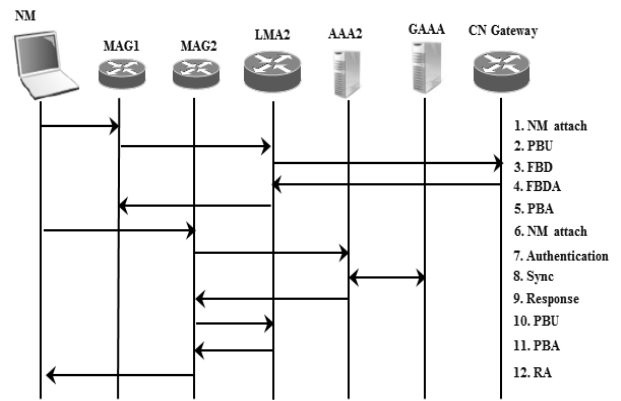 NM
MAG1
MAG2
LMA2
AAA2
GAAA
CN Gateway
1. NM attach
2. PBU
3. FBD
4. FBDA
5. PBA
6. NM attach
7. Authentication
8. Sync
9. Response
10. PBU
11. PBA
12. RA